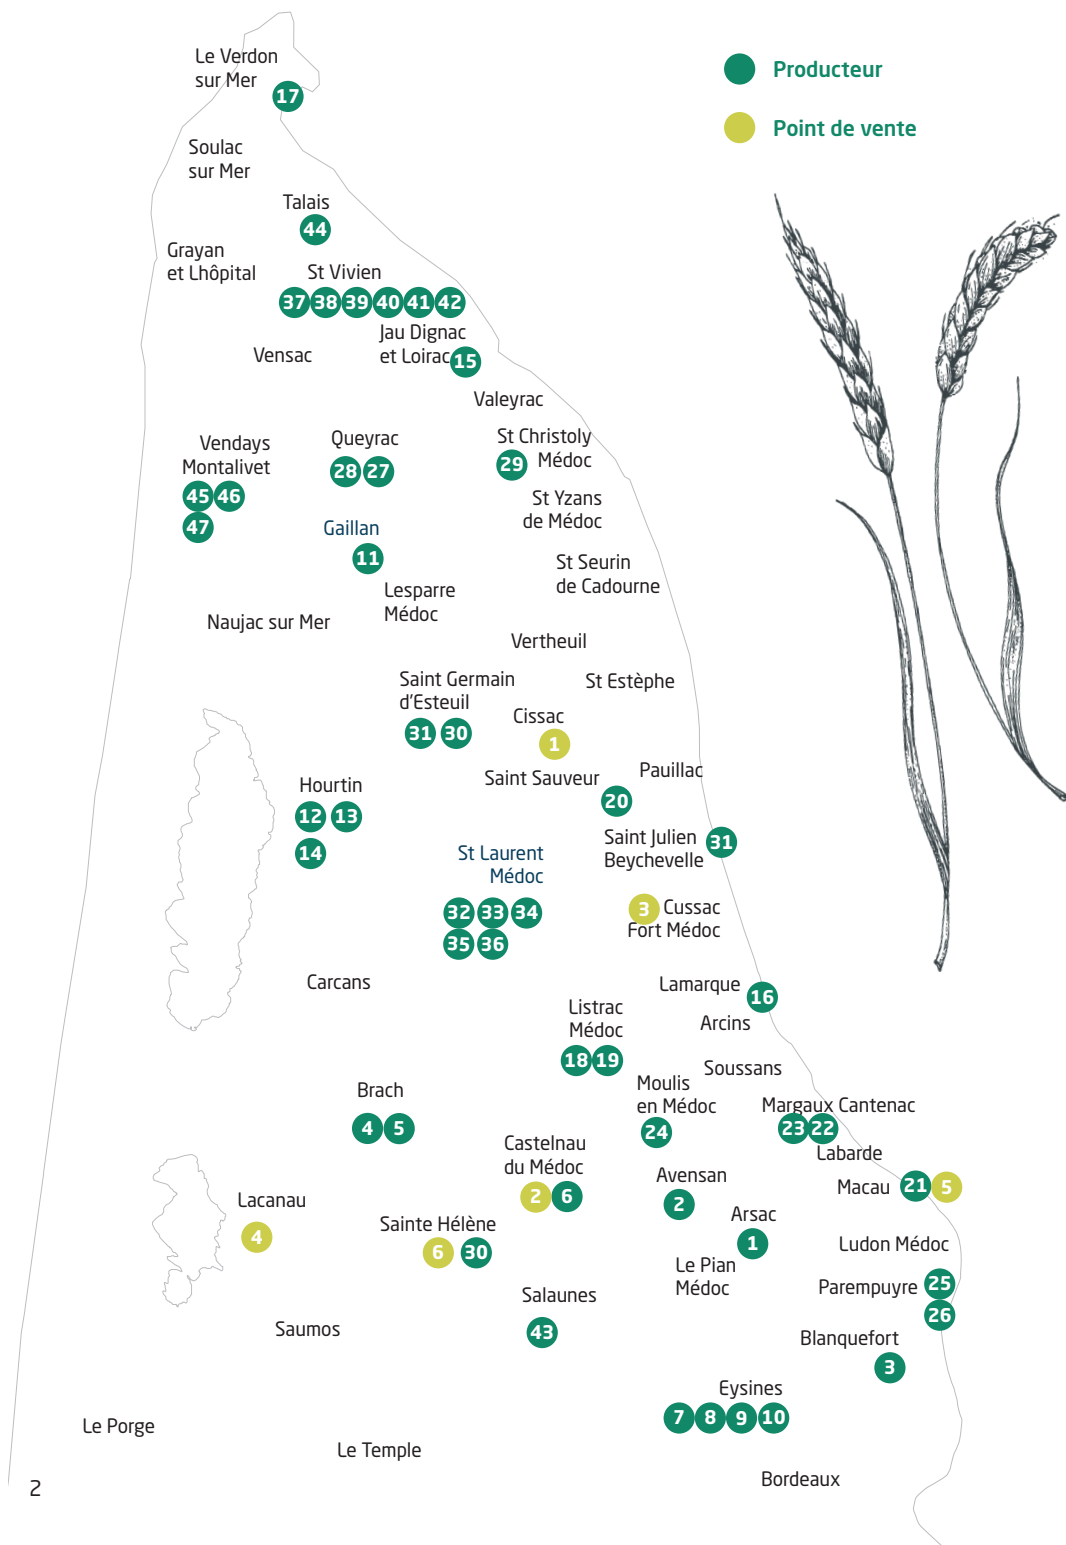 Le Verdon
sur Mer
17
Producteur
Point de vente
Soulac
sur Mer
Talais
44
Grayan
et Lhôpital
St Vivien
37 38 39 40 41 42
Jau Dignac
et Loirac 15
Vensac
Valeyrac
Vendays
Montalivet
45 46
47
Queyrac
28 27
St Christoly
29 Médoc
St Yzans
de Médoc
Gaillan
11
St Seurin
de Cadourne
Lesparre
Médoc
Naujac sur Mer
Vertheuil
Saint Germain
d'Esteuil
31 30
St Estèphe
Cissac
1
Saint Sauveur
20
Pauillac
Hourtin
12 13
14
Saint Julien 31
Beychevelle
St Laurent
Médoc
32 33 34
35 36
3 Cussac
Fort Médoc
Carcans
Lamarque 16
Arcins
Listrac
Médoc
18 19
Soussans
Moulis
en Médoc
24
Brach
4 5
Margaux Cantenac
23 22
Labarde
Castelnau
du Médoc
2 6
Avensan
2
Macau 21 5
Lacanau
4
Sainte Hélène
6 30
Arsac
1
Ludon Médoc
Le Pian
Médoc
Parempuyre 25
26
Salaunes
43
Saumos
Blanquefort
3
Eysines
7 8 9 10
Le Porge
Le Temple
Bordeaux
2